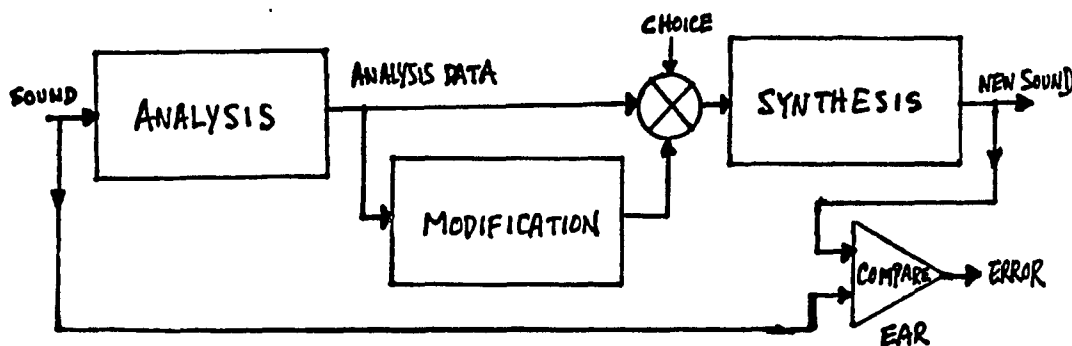 CHOICE
SOUND
ANALYSIS
ANALYSIS DATA
SYNTHESIS
NEW SOUND
MODIFICATION
COMPARE
ERROR
EAR